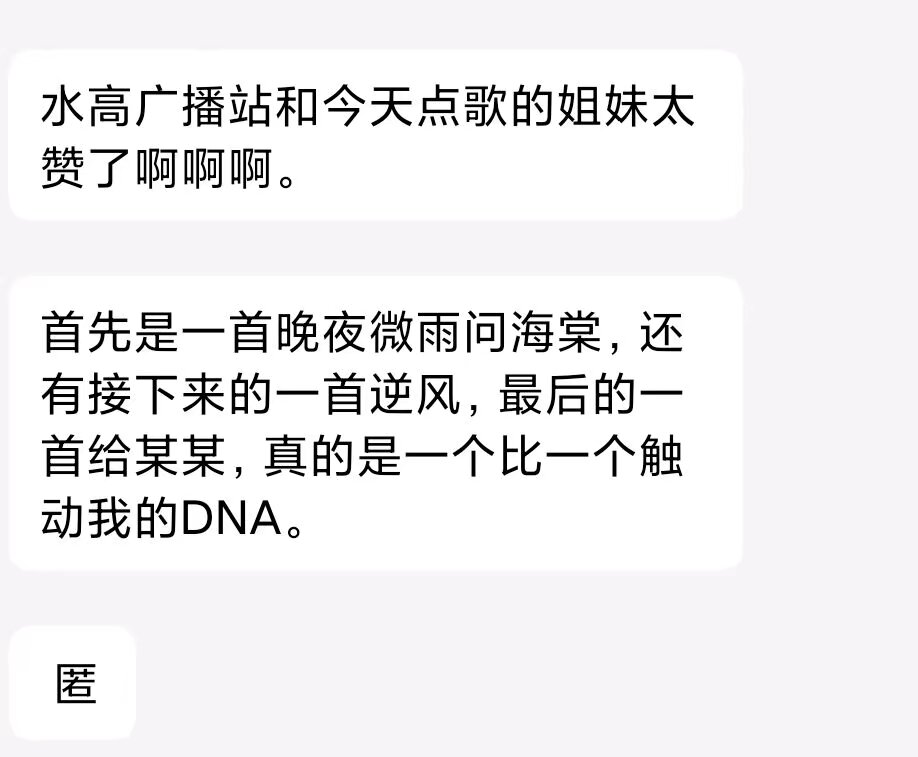 水高广播站和今天点歌的姐妹太
赞了啊啊啊。
首先是一首晚夜微雨问海棠，还
有接下来的一首逆风，最后的一
首给某某，真的是一个比一个触
动我的DNA。
匿